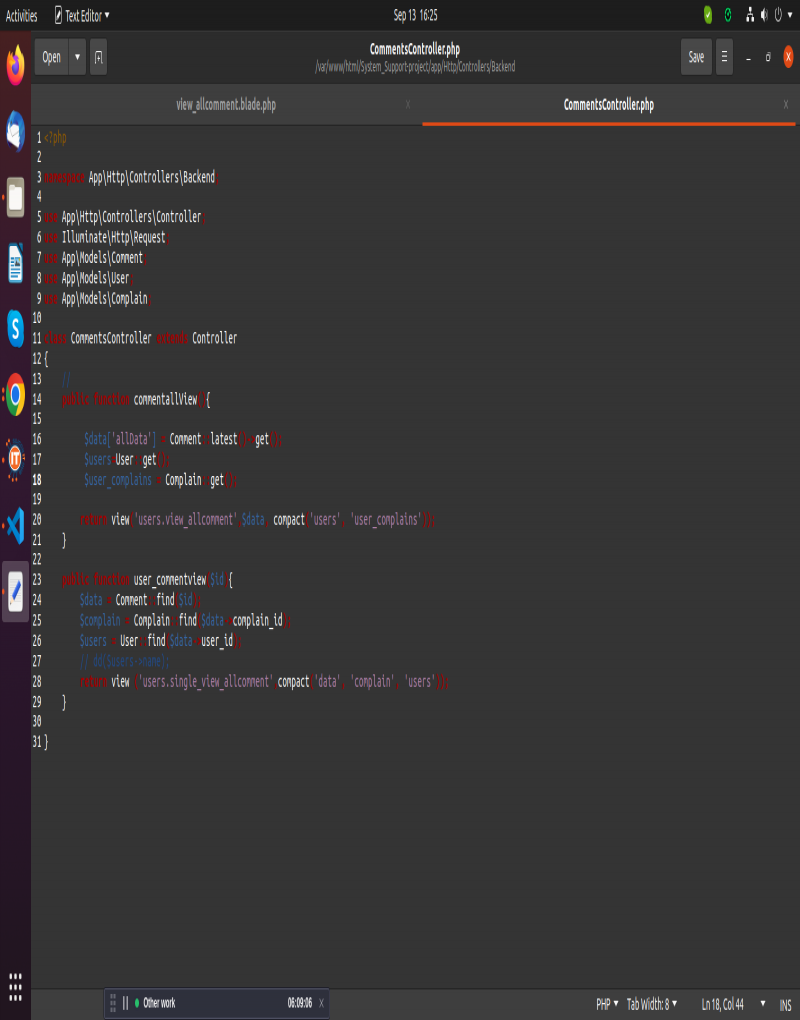 Activities Text Editor Sep 13 16:25
Open CommentsController.php Save
/var/www/html/System_Support-project/app/Http/Controllers/Backend
view_allcomment.blade.php CommentsController.php
1 <?php
2
3 namespace App\Http\Controllers\Backend
4
5 use App\Http\Controllers\Controller
6 use Illuminate\Http\Request
7 use App\Models\Comment
8 use App\Models\User
9 use App\Models\Complain
10
11 class CommentsController extends Controller
12 {
13 //
14 public function commentallView(){
15
16 $data['allData'] = Comment::latest()->get();
17 $users=User::get();
18 $user_complains = Complain::get();
19
20 return view('users.view_allcomment',$data, compact('users', 'user_complains'));
21 }
22
23 public function user_commentview($id){
24 $data = Comment::find($id);
25 $complain = Complain::find($data->complain_id);
26 $users = User::find($data->user_id);
27 // dd($users->name);
28 return view ('users.single_view_allcomment',compact('data', 'complain', 'users'));
29 }
30
31 }
Other work 06:09:06 PHP Tab Width: 8 Ln 18, Col 44 INS